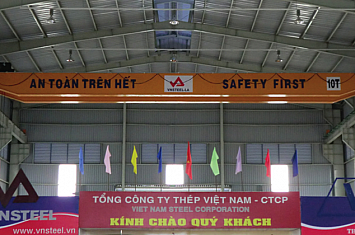 AN TOÀN TRÊN HẾT
VNSTEEL
SAFETY FIRST
10T
TỔNG CÔNG TY THÉP VIỆT NAM - CTCP
VIET NAM STEEL CORPORATION
KÍNH CHÀO QUÝ KHÁCH
VNSTEEL
www.vnsteel.vn